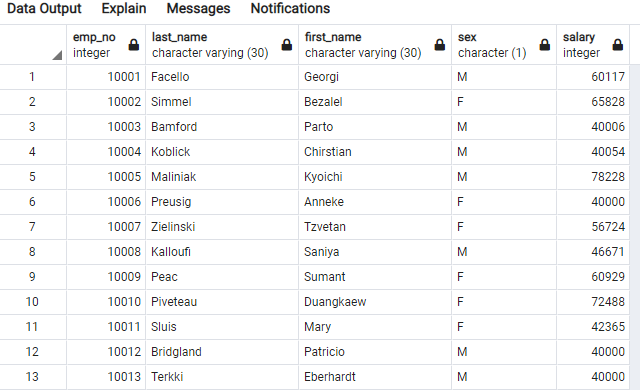 Data Output Explain Messages Notifications
emp_no last_name first_name sex salary
integer character varying (30) character varying (30) character (1) integer
1 10001 Facello Georgi M 60117
2 10002 Simmel Bezalel F 65828
3 10003 Bamford Parto M 40006
4 10004 Koblick Chirstian M 40054
5 10005 Maliniak Kyoichi M 78228
6 10006 Preusig Anneke F 40000
7 10007 Zielinski Tzvetan F 56724
8 10008 Kalloufi Saniya M 46671
9 10009 Peac Sumant F 60929
10 10010 Piveteau Duangkaew F 72488
11 10011 Sluis Mary F 42365
12 10012 Bridgland Patricio M 40000
13 10013 Terkki Eberhardt M 40000